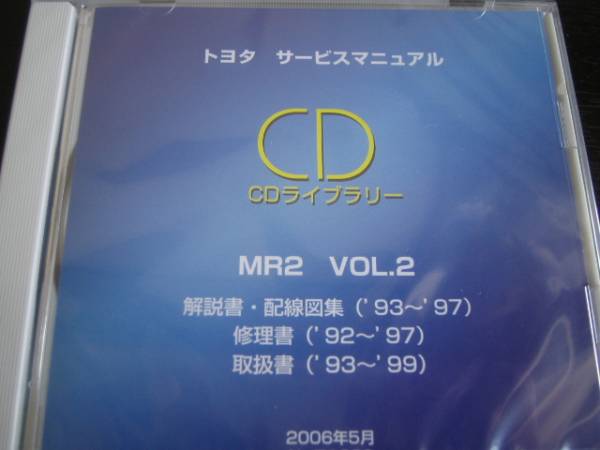 トヨタ サービスマニュアル
CD
CDライブラリー
MR2 VOL.2
解説書・配線図集('93〜'97)
修理書('92〜'97)
取扱書('93〜'99)
2006年5月